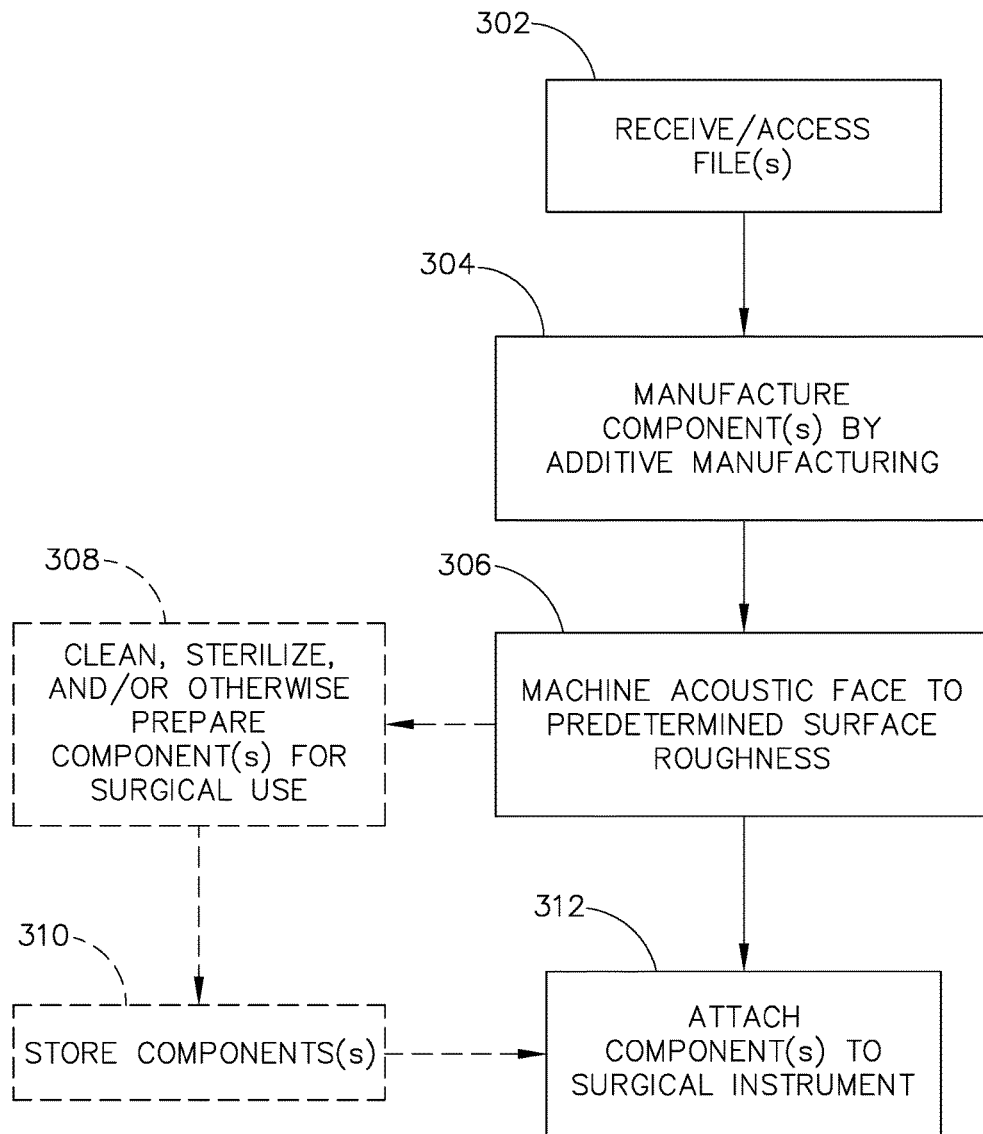 302
RECEIVE/ACCESS
FILE(s)
304
MANUFACTURE
COMPONENT(s) BY
ADDITIVE MANUFACTURING
306
MACHINE ACOUSTIC FACE TO
PREDETERMINED SURFACE
ROUGHNESS
308
CLEAN, STERILIZE,
AND/OR OTHERWISE
PREPARE
COMPONENT(s) FOR
SURGICAL USE
310
STORE COMPONENTS(s)
312
ATTACH
COMPONENT(s) TO
SURGICAL INSTRUMENT